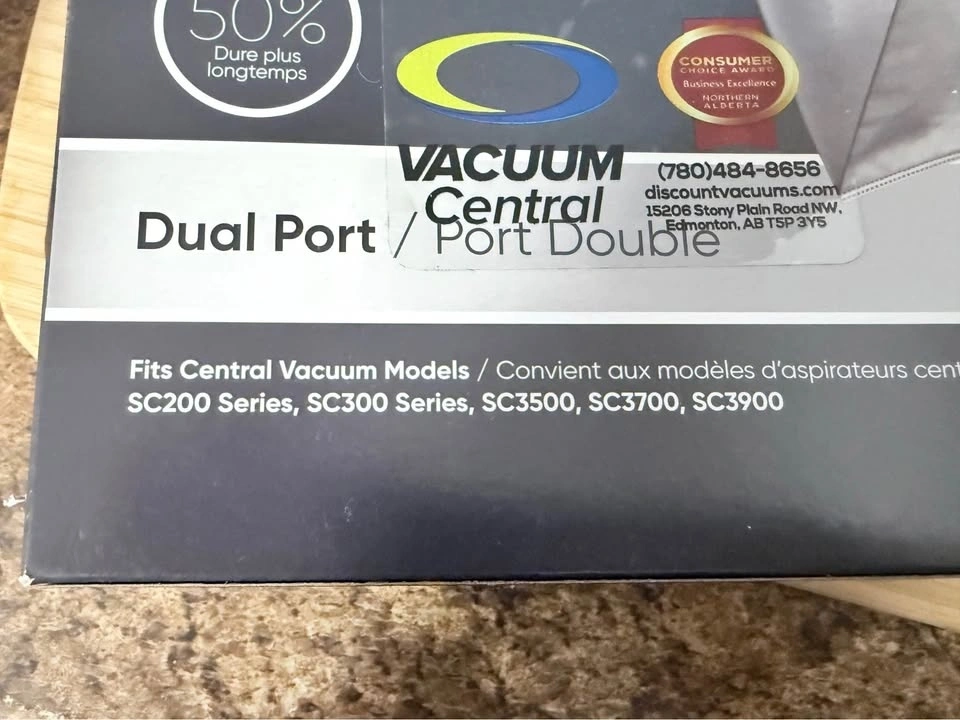 50%
Dure plus
longtemps
CONSUMER
CHOICE AWARD
Business Excellence
NORTHERN
ALBERTA
VACUUM
Central
(780)484-8656
discountvacuums.com
15206 Stony Plain Road NW,
Edmonton, AB T5P 3Y5
Dual Port / Port Double
Fits Central Vacuum Models / Convient aux modèles d'aspirateurs cent
SC200 Series, SC300 Series, SC3500, SC3700, SC3900